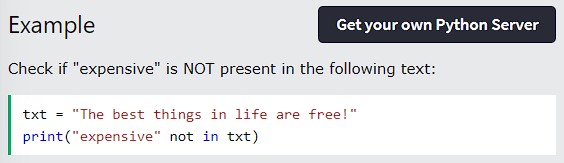 Example
Get your own Python Server
Check if "expensive" is NOT present in the following text:
txt = "The best things in life are free!"
print("expensive" not in txt)